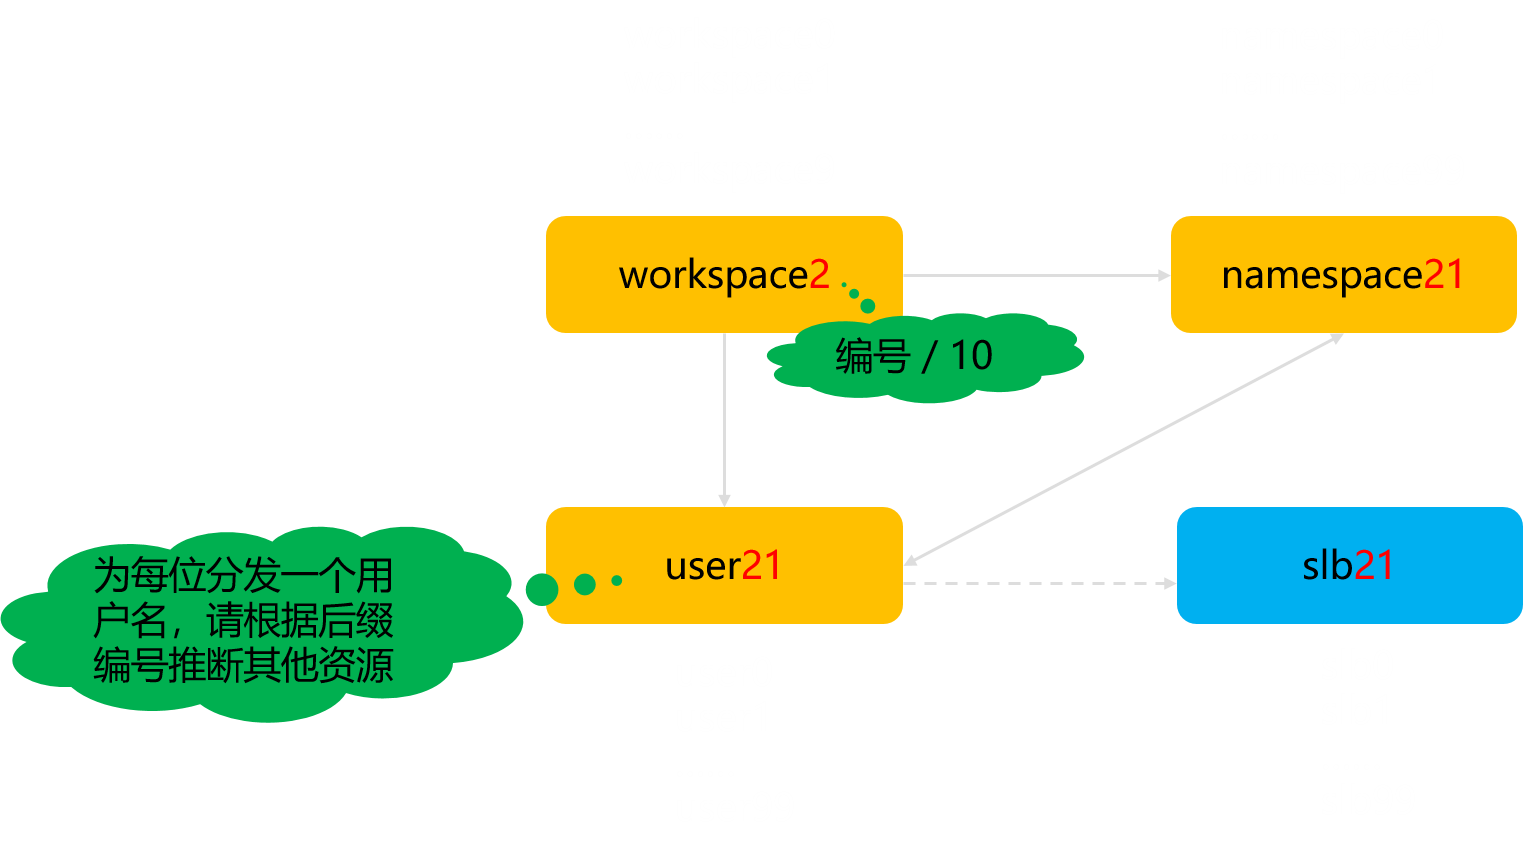 workspace2
namespace21
编号 / 10
user21
slb21
为每位分发一个用
户名，请根据后缀
编号推断其他资源